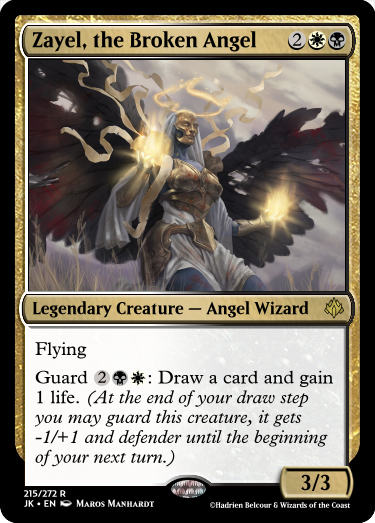 Zayel, the Broken Angel 2
Legendary Creature — Angel Wizard
Flying
Guard 2: Draw a card and gain
1 life. (At the end of your draw step
you may guard this creature, it gets
-1/+1 and defender until the beginning
of your next turn.)
3/3
215/272 R
JK • EN Maros Manhardt
©Hadrien Belcour & Wizards of the Coast